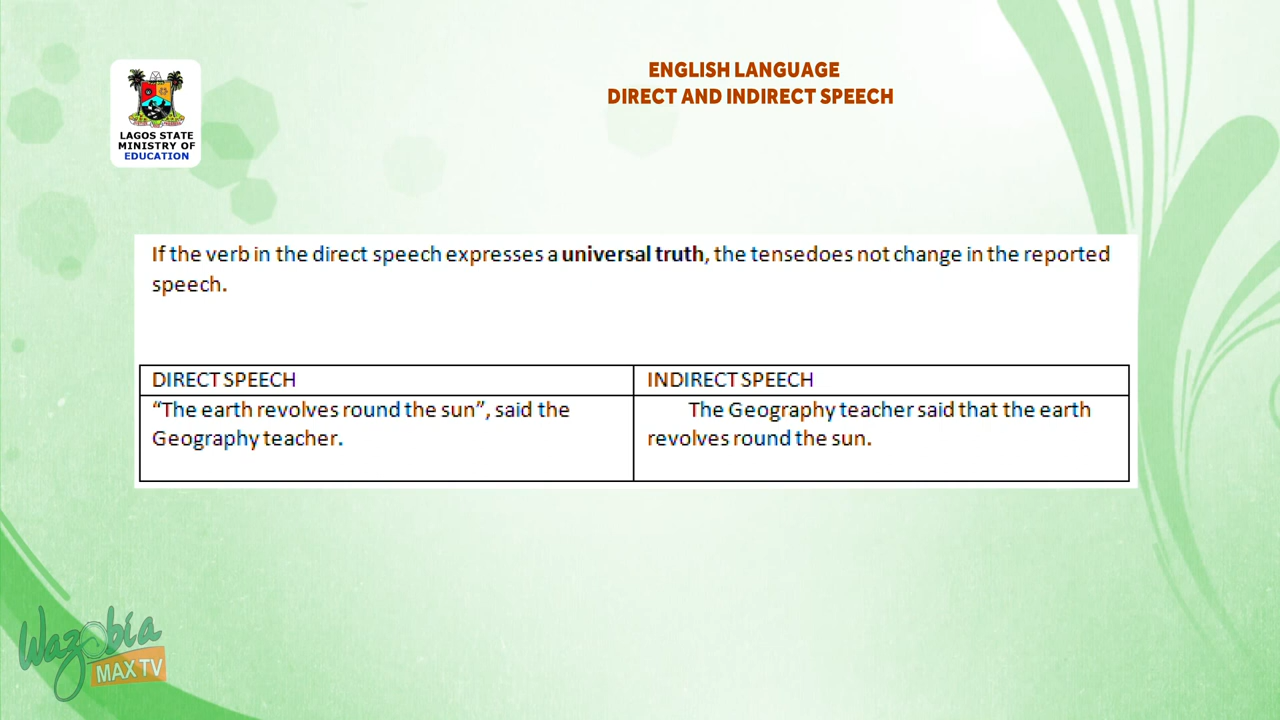 ENGLISH LANGUAGE
DIRECT AND INDIRECT SPEECH
LAGOS STATE
MINISTRY OF
EDUCATION
If the verb in the direct speech expresses a universal truth, the tensedoes not change in the reported
speech.
DIRECT SPEECH
“The earth revolves round the sun”, said the
Geography teacher.
INDIRECT SPEECH
The Geography teacher said that the earth
revolves round the sun.
Wazobia
MAX TV